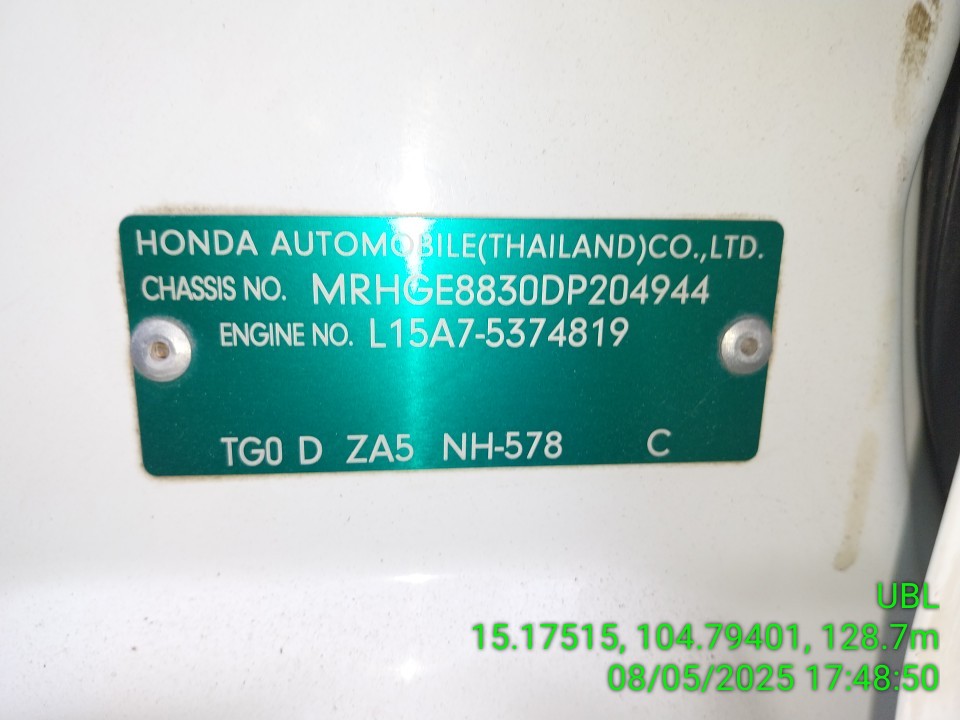 HONDA AUTOMOBILE(THAILAND)CO.,LTD.
CHASSIS NO. MRHGE8830DP204944
ENGINE NO. L15A7-5374819
TG0 D ZA5 NH-578 C
UBL
15.17515, 104.79401, 128.7m
08/05/2025 17:48:50